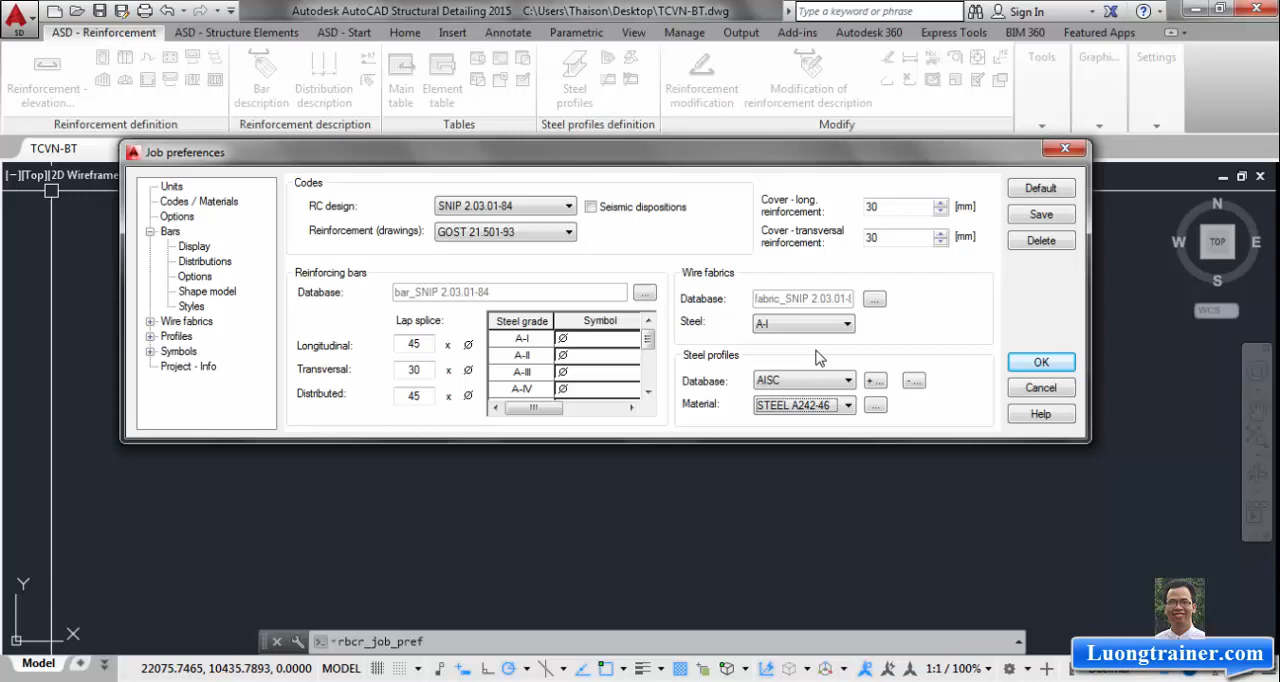 Autodesk AutoCAD Structural Detailing 2015 C:\Users\Thaison\Desktop\TCVN-BT.dwg
Type a keyword or phrase
Sign In
SD
ASD - Reinforcement
ASD - Structure Elements
ASD - Start
Home
Insert
Annotate
Parametric
View
Manage
Output
Add-ins
Autodesk 360
Express Tools
BIM 360
Featured Apps
Reinforcement -
elevation...
Bar
description
Distribution
description
Main
table
Element
table
Steel
profiles
Reinforcement
modification
Modification of
reinforcement description
Tools
Graphi...
Settings
Reinforcement definition
Reinforcement description
Tables
Steel profiles definition
Modify
TCVN-BT
[−][Top][2D Wireframe
Job preferences
Units
Codes / Materials
Options
Bars
Display
Distributions
Options
Shape model
Styles
Wire fabrics
Profiles
Symbols
Project - Info
Codes
RC design:
SNIP 2.03.01-84
Seismic dispositions
Reinforcement (drawings):
GOST 21.501-93
Cover - long.
reinforcement:
30
[mm]
Cover - transversal
reinforcement:
30
[mm]
Reinforcing bars
Database:
bar_SNIP 2.03.01-84
...
Lap splice:
Longitudinal:
45 x Ø
Transversal:
30 x Ø
Distributed:
45 x Ø
Steel grade Symbol
A-I Ø
A-II Ø
A-III Ø
A-IV Ø
Wire fabrics
Database:
fabric_SNIP 2.03.01-8
...
Steel:
A-I
Steel profiles
Database:
AISC
+ ...
- ...
Material:
STEEL A242-46
...
Default
Save
Delete
OK
Cancel
Help
N
W
TOP
E
S
WCS
Y
X
rbcr_job_pref
Model
22075.7465, 10435.7893, 0.0000
MODEL
1:1 / 100%
Luongtrainer.com